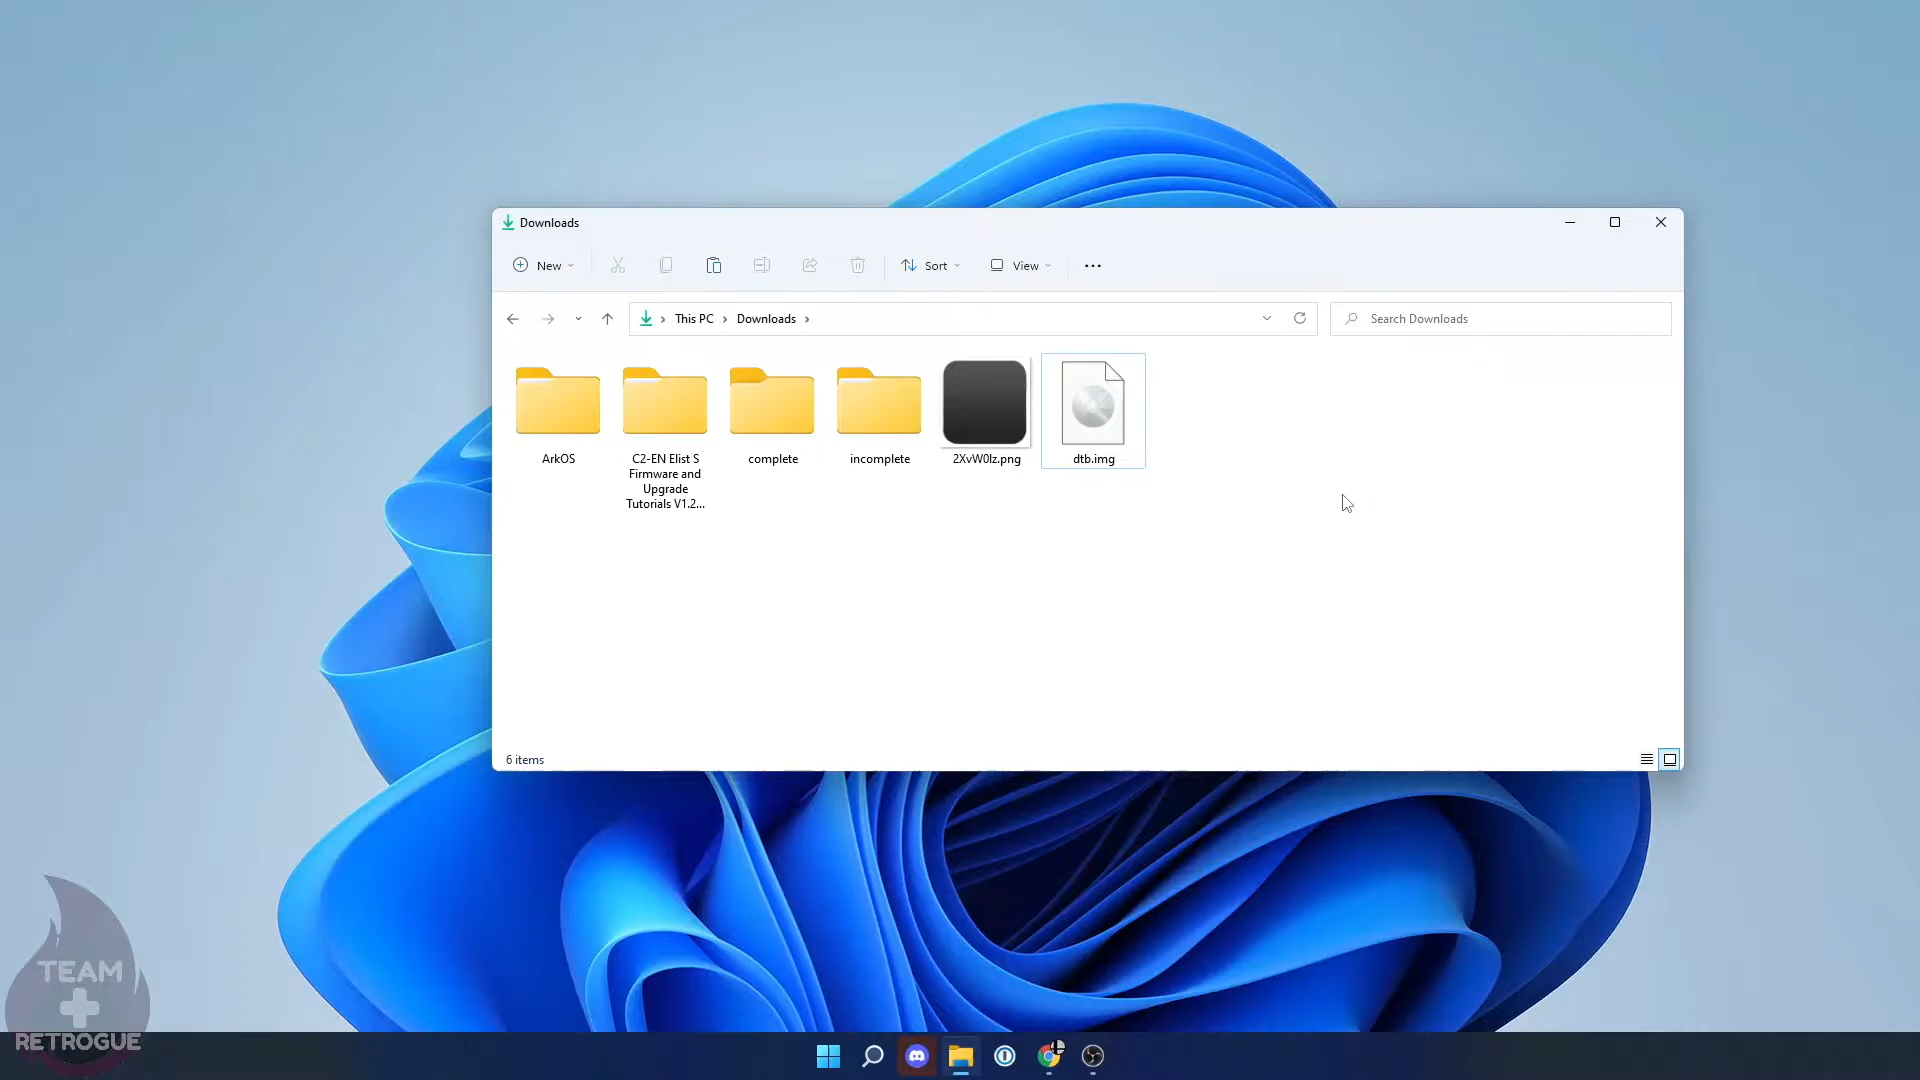 Downloads
New
Sort
View
This PC
Downloads
Search Downloads
ArkOS
C2-EN Elist S
Firmware and
Upgrade
Tutorials V1.2...
complete
incomplete
2XvW0lz.png
dtb.img
6 items
TEAM
RETROGUE